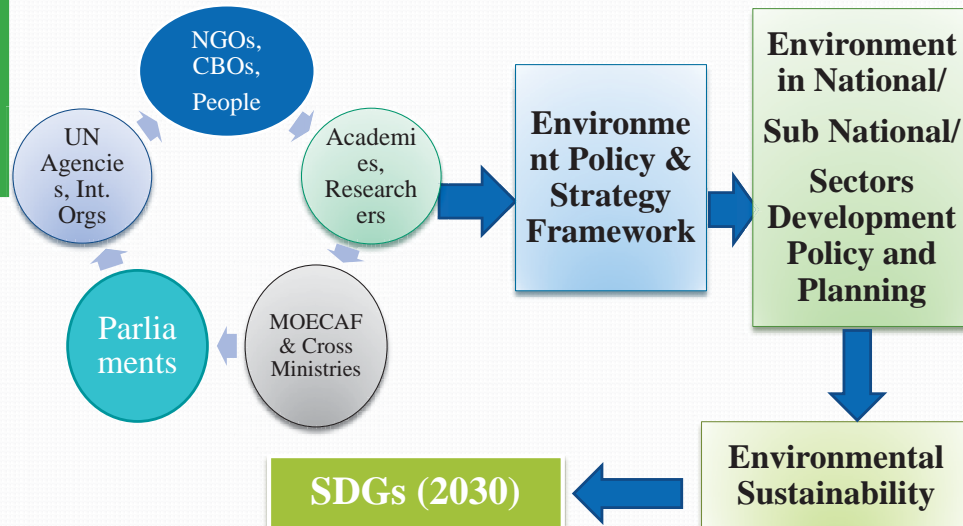 NGOs,
CBOs,
People
UN
Agencie
s, Int.
Orgs
Academi
es,
Research
ers
Parlia
ments
MOECAF
& Cross
Ministries
Environme
nt Policy &
Strategy
Framework
Environment
in National/
Sub National/
Sectors
Development
Policy and
Planning
Environmental
Sustainability
SDGs (2030)